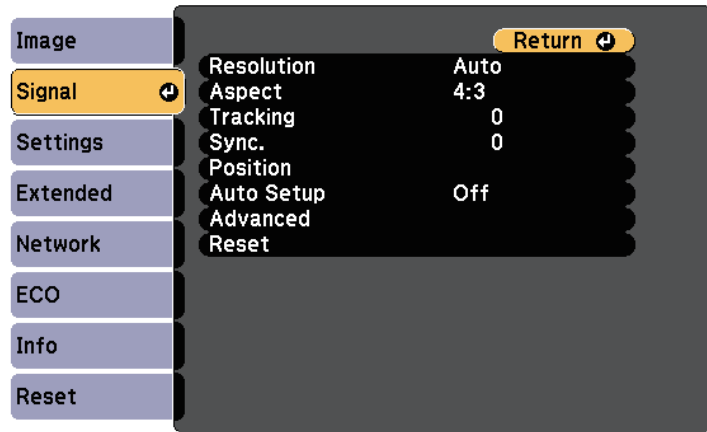 Image
Signal
Settings
Extended
Network
ECO
Info
Reset
Return
Resolution Auto
Aspect 4:3
Tracking 0
Sync. 0
Position
Auto Setup Off
Advanced
Reset